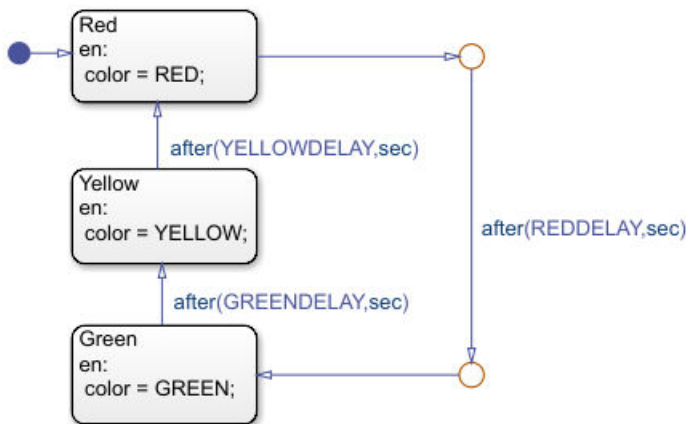 Red
en:
color = RED;
after(YELLOWDELAY,sec)
Yellow
en:
color = YELLOW;
after(REDDELAY,sec)
after(GREENDELAY,sec)
Green
en:
color = GREEN;